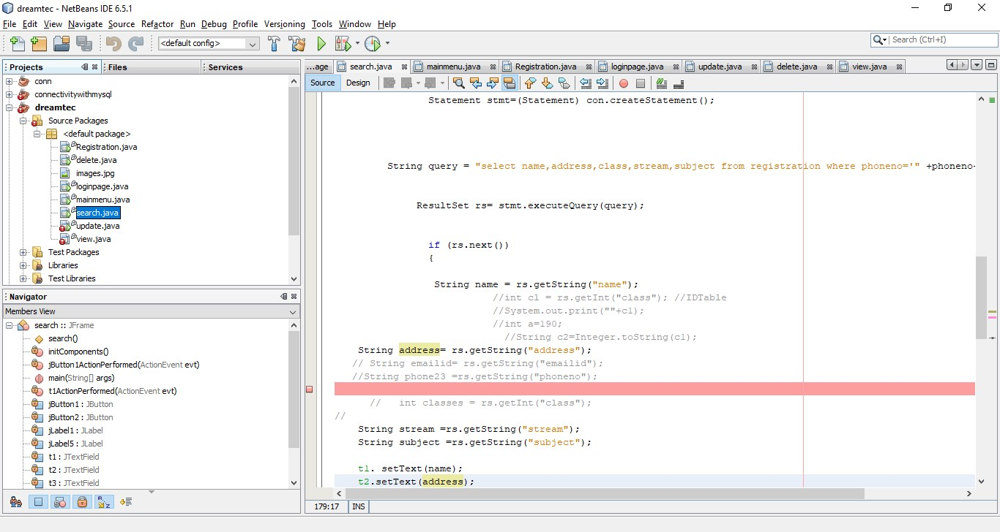 dreamtec - NetBeans IDE 6.5.1
File Edit View Navigate Source Refactor Run Debug Profile Versioning Tools Window Help
<default config>
Search (Ctrl+I)
Projects Files Services
conn
connectivitywithmysql
dreamtec
Source Packages
<default package>
Registration.java
delete.java
images.jpg
loginpage.java
mainmenu.java
search.java
update.java
view.java
Test Packages
Libraries
Test Libraries
Navigator
Members View
search :: JFrame
search()
initComponents()
jButton1ActionPerformed(ActionEvent evt)
main(String[] args)
t1ActionPerformed(ActionEvent evt)
jButton1 : JButton
jButton2 : JButton
jLabel1 : JLabel
jLabel5 : JLabel
t1 : JTextField
t2 : JTextField
t3 : JTextField
...age search.java mainmenu.java Registration.java loginpage.java update.java delete.java view.java
Source Design
Statement stmt=(Statement) con.createStatement();
String query = "select name,address,class,stream,subject from registration where phoneno='" +phoneno-
ResultSet rs= stmt.executeQuery(query);
if (rs.next())
{
String name = rs.getString("name");
//int cl = rs.getInt("class"); //IDTable
//System.out.print(""+cl);
//int a=190;
//String c2=Integer.toString(cl);
String address= rs.getString("address");
// String emailid= rs.getString("emailid");
//String phone23 =rs.getString("phoneno");
// int classes = rs.getInt("class");
//
String stream =rs.getString("stream");
String subject =rs.getString("subject");
t1. setText(name);
t2.setText(address);
179:17 INS